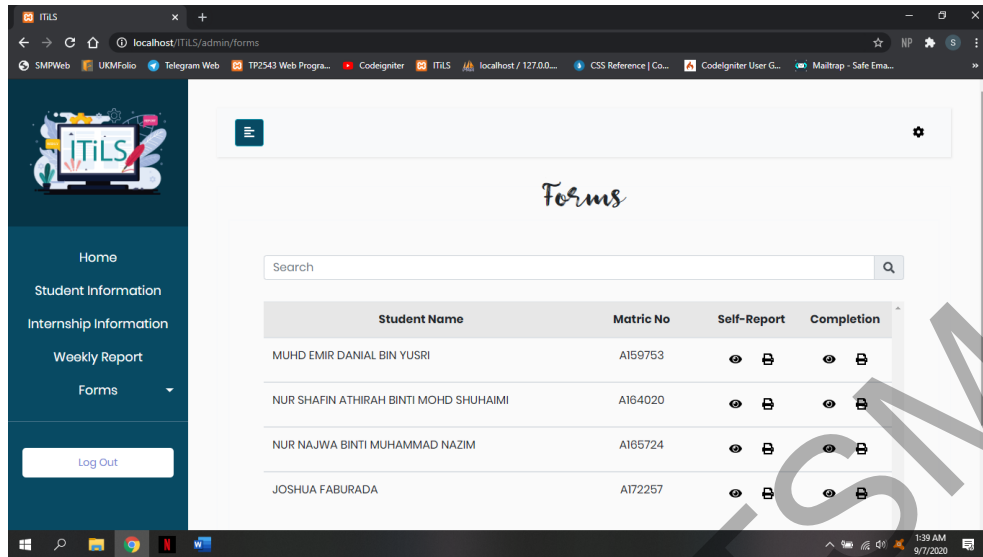 ITiLS
localhost/ITiLS/admin/forms
NP
S
SMPWeb UKMFolio Telegram Web TP2543 Web Progra... Codeigniter ITiLS localhost / 127.0.0.... CSS Reference | Co... CodeIgniter User G... Mailtrap - Safe Ema...
ITiLS
Forms
Home
Student Information
Internship Information
Weekly Report
Forms
Log Out
Search
Student Name Matric No Self-Report Completion
MUHD EMIR DANIAL BIN YUSRI A159753
NUR SHAFIN ATHIRAH BINTI MOHD SHUHAIMI A164020
NUR NAJWA BINTI MUHAMMAD NAZIM A165724
JOSHUA FABURADA A172257
1:39 AM
9/7/2020